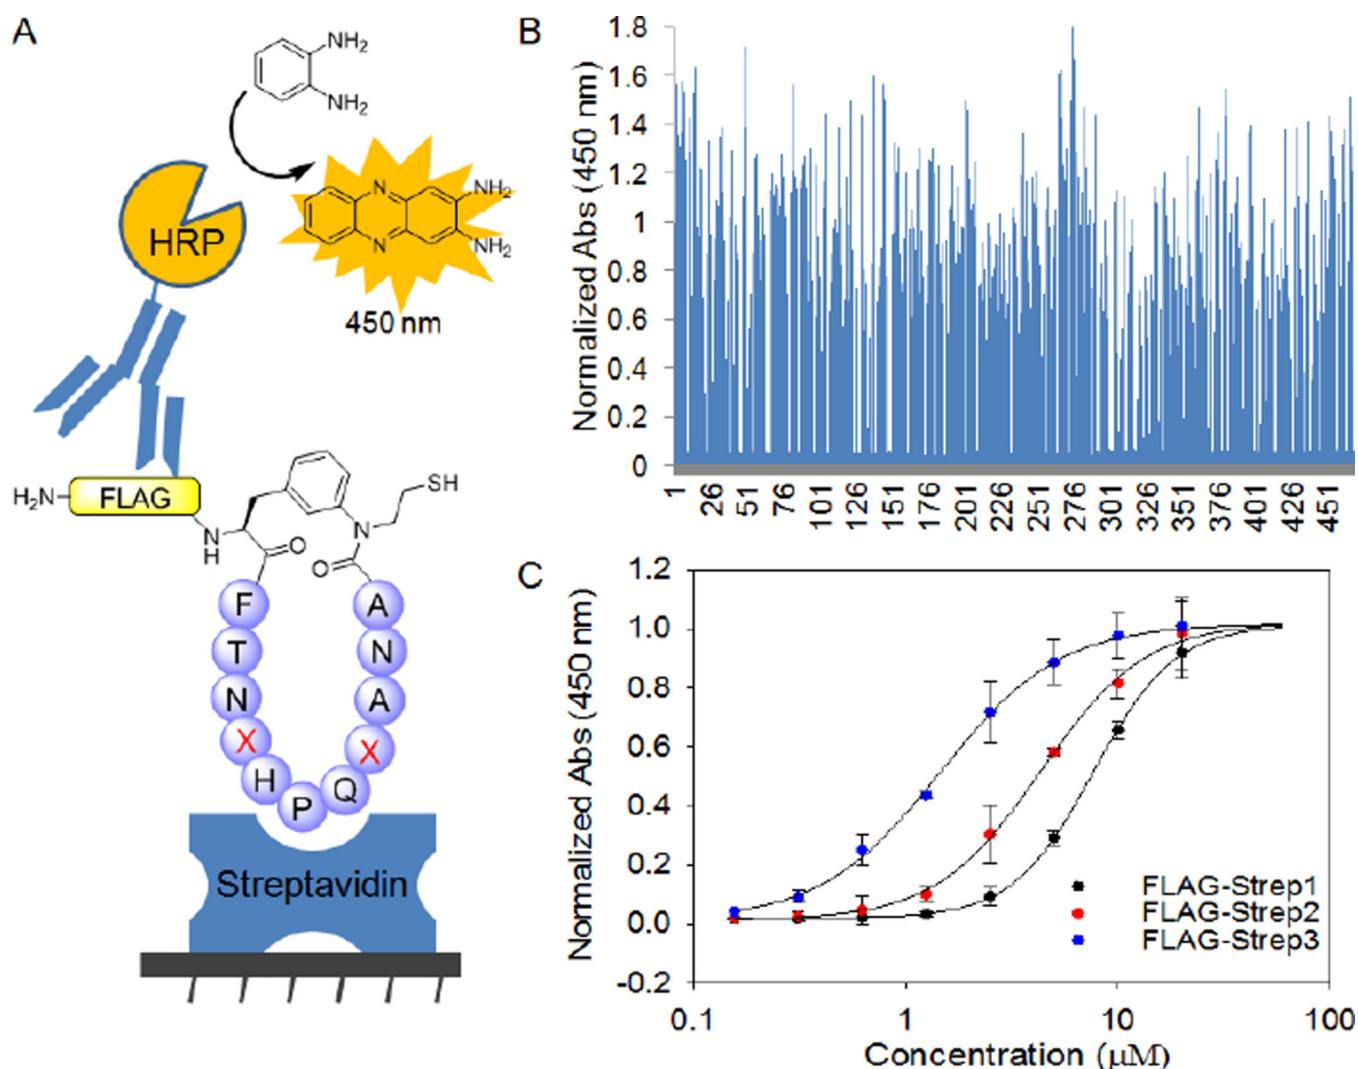 A
NH2
NH2
HRP
N
N
NH2
NH2
450 nm
H2N
FLAG
N
H
O
O
N
SH
F
T
N
X
H
P
Q
X
A
N
A
Streptavidin
B
Normalized Abs (450 nm)
1.8
1.6
1.4
1.2
1
0.8
0.6
0.4
0.2
0
1 26 51 76 101 126 151 176 201 226 251 276 301 326 351 376 401 426 451
C
Normalized Abs (450 nm)
1.2
1.0
0.8
0.6
0.4
0.2
0.0
-0.2
FLAG-Strep1
FLAG-Strep2
FLAG-Strep3
0.1 1 10 100
Concentration (μM)